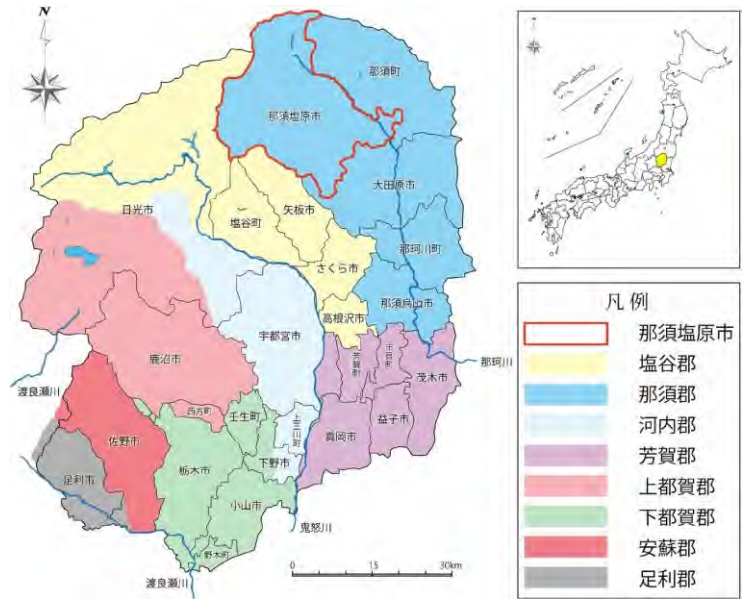 N
N
那須町
那須塩原市
大田原市
日光市
塩谷町
矢板市
那珂川町
さくら市
那須烏山市
高根沢市
宇都宮市
芳賀町
市貝町
茂木市
那珂川
渡良瀬川
鹿沼市
西方町
壬生町
上三川町
真岡市
益子市
佐野市
栃木市
下野市
足利市
小山市
鬼怒川
野木町
渡良瀬川
0 15 30km
凡例
那須塩原市
塩谷郡
那須郡
河内郡
芳賀郡
上都賀郡
下都賀郡
安蘇郡
足利郡